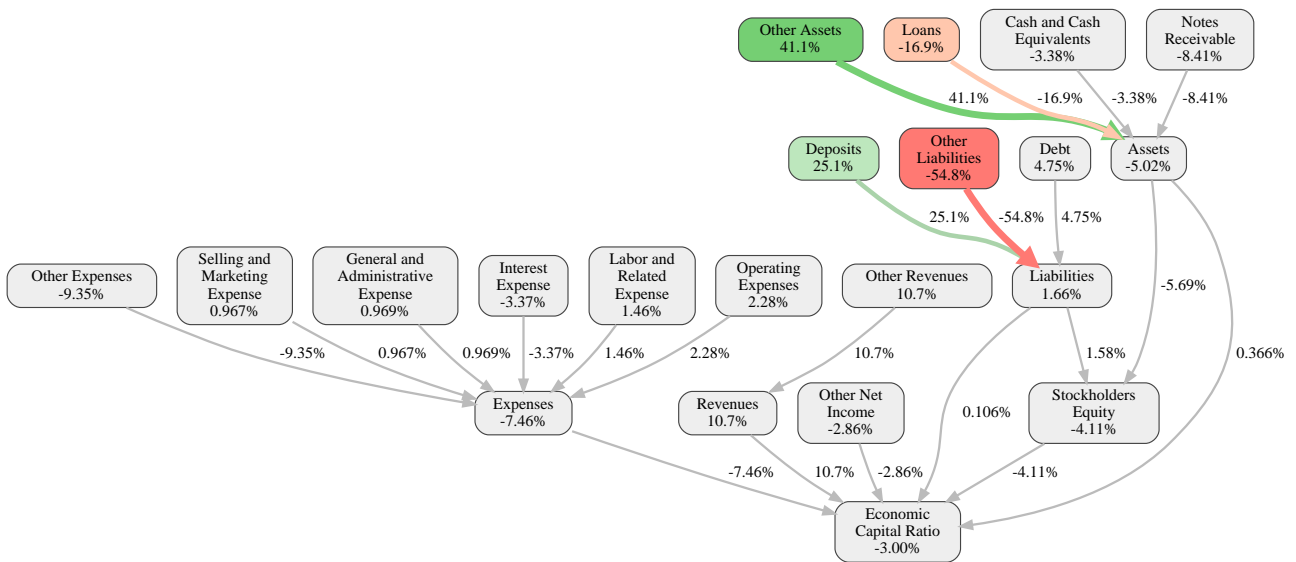 Other Assets
41.1%
Loans
-16.9%
Cash and Cash
Equivalents
-3.38%
Notes
Receivable
-8.41%
41.1%
-16.9%
-3.38%
-8.41%
Deposits
25.1%
Other
Liabilities
-54.8%
Debt
4.75%
Assets
-5.02%
25.1%
-54.8%
4.75%
Other Expenses
-9.35%
Selling and
Marketing
Expense
0.967%
General and
Administrative
Expense
0.969%
Interest
Expense
-3.37%
Labor and
Related
Expense
1.46%
Operating
Expenses
2.28%
Other Revenues
10.7%
Liabilities
1.66%
-5.69%
-9.35%
0.967%
0.969%
-3.37%
1.46%
2.28%
10.7%
1.58%
0.366%
Expenses
-7.46%
Revenues
10.7%
Other Net
Income
-2.86%
0.106%
Stockholders
Equity
-4.11%
-7.46%
10.7%
-2.86%
-4.11%
Economic
Capital Ratio
-3.00%